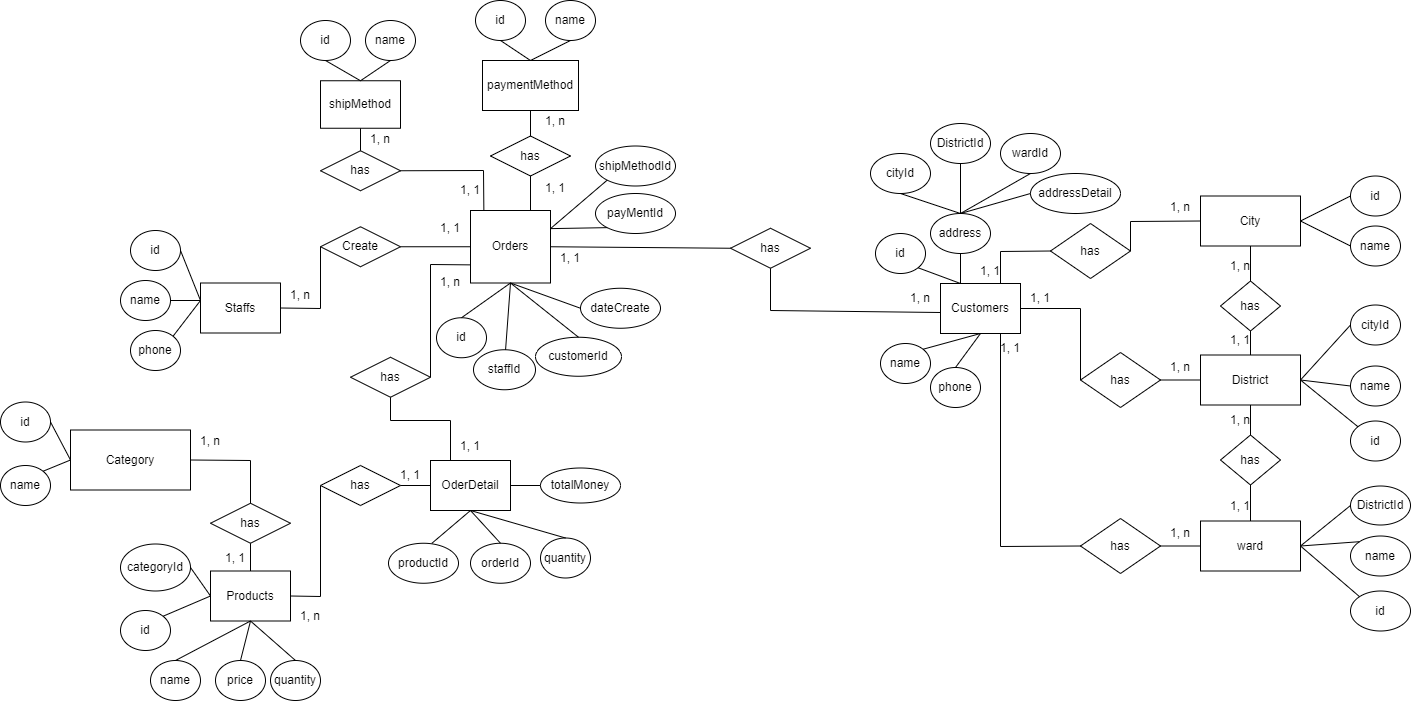 id
name
id
name
shipMethod
paymentMethod
1, n
1, n
has
has
1, 1
1, 1
shipMethodId
payMentId
DistrictId
wardId
cityId
addressDetail
address
id
1, n
City
id
name
has
1, 1
1, 1
Create
Orders
1, 1
has
id
name
phone
Staffs
1, n
1, n
id
staffId
customerId
dateCreate
1, n
Customers
1, 1
1, 1
name
phone
1, n
has
1, 1
District
cityId
name
id
has
1, n
has
1, n
has
1, 1
ward
DistrictId
name
id
has
1, n
id
name
Category
1, n
has
1, 1
has
1, 1
OderDetail
totalMoney
productId
orderId
quantity
has
1, 1
categoryId
id
Products
1, n
name
price
quantity